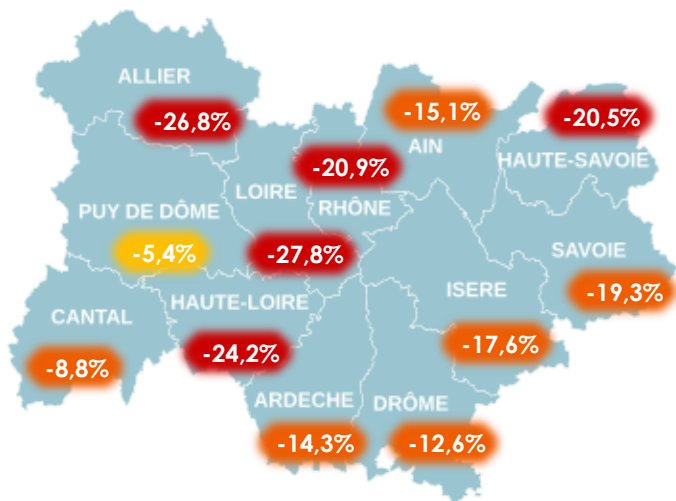 ALLIER
-26,8%
-15,1%
AIN
-20,5%
HAUTE-SAVOIE
-20,9%
RHÔNE
LOIRE
-27,8%
PUY DE DÔME
-5,4%
SAVOIE
-19,3%
ISERE
-17,6%
HAUTE-LOIRE
-24,2%
CANTAL
-8,8%
ARDECHE
-14,3%
DRÔME
-12,6%